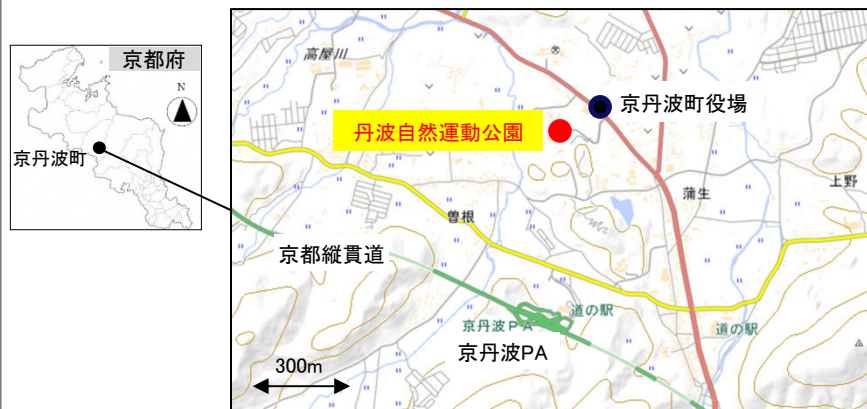 京都府
N
京丹波町
高屋川
京丹波町役場
丹波自然運動公園
蒲生
上野
曽根
京都縦貫道
道の駅
京丹波PA
道の駅
京丹波PA
300m